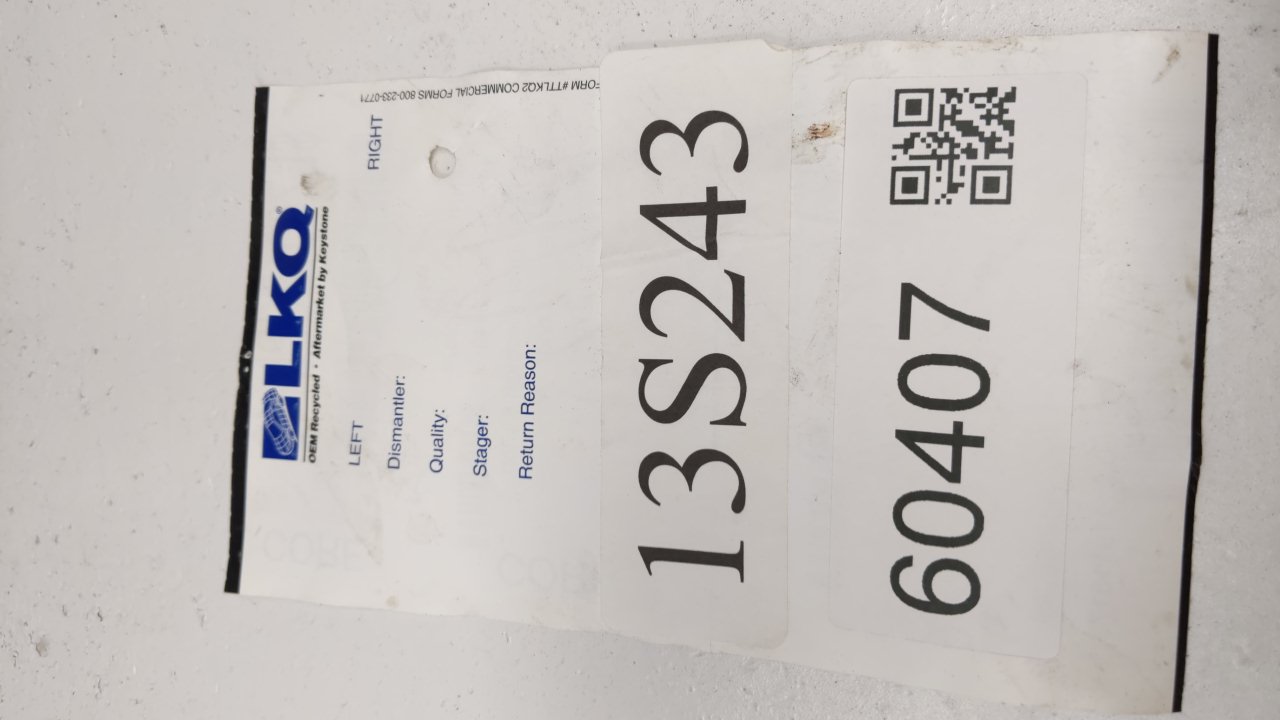 LKQ®
OEM Recycled · Aftermarket by Keystone
LEFT RIGHT
Dismantler:
Quality:
Stager:
Return Reason:
FORM #TTLKQ2 COMMERCIAL FORMS 800-233-0771
13S243
60407